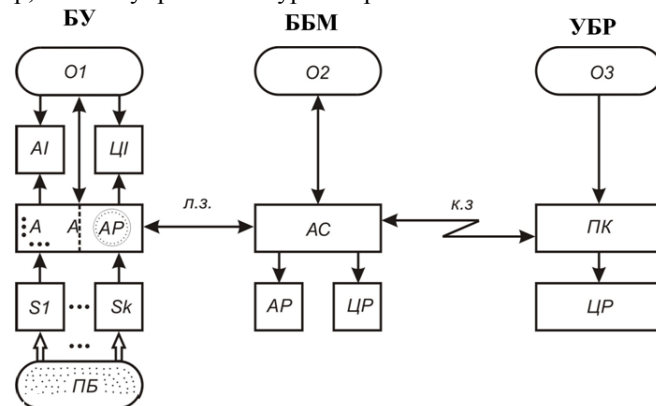 БУ ББМ УБР
О1 О2 О3
АІ ЦІ
л.з. к.з
А А АР АС ПК
S1 ... Sk АР ЦР ЦР
...
ПБ